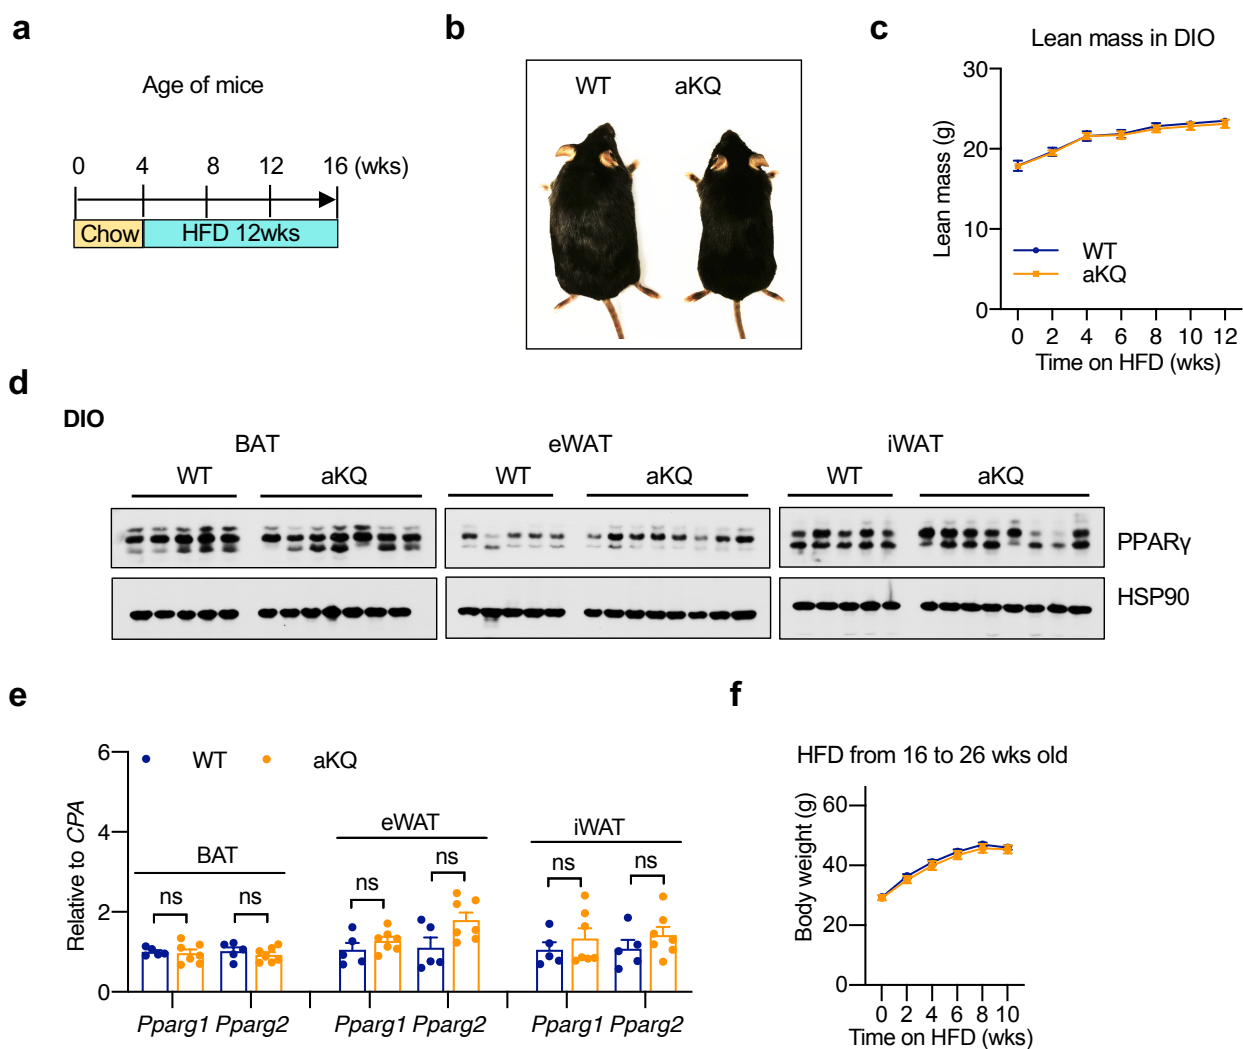 a
Age of mice
0 4 8 12 16 (wks)
Chow HFD 12wks
b
WT aKQ
c
Lean mass in DIO
Lean mass (g)
30
20
10
0
WT
aKQ
0 2 4 6 8 10 12
Time on HFD (wks)
d
DIO
BAT eWAT iWAT
WT aKQ WT aKQ WT aKQ
PPARγ
HSP90
e
Relative to CPA
6
4
2
0
WT aKQ
BAT
ns ns
eWAT
ns ns
iWAT
ns ns
Pparg1 Pparg2 Pparg1 Pparg2 Pparg1 Pparg2
f
HFD from 16 to 26 wks old
Body weight (g)
60
40
20
0
0 2 4 6 8 10
Time on HFD (wks)